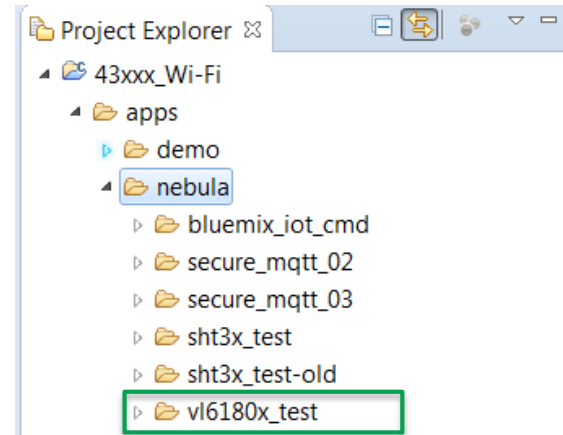 Project Explorer
43xxx_Wi-Fi
apps
demo
nebula
bluemix_iot_cmd
secure_mqtt_02
secure_mqtt_03
sht3x_test
sht3x_test-old
vl6180x_test